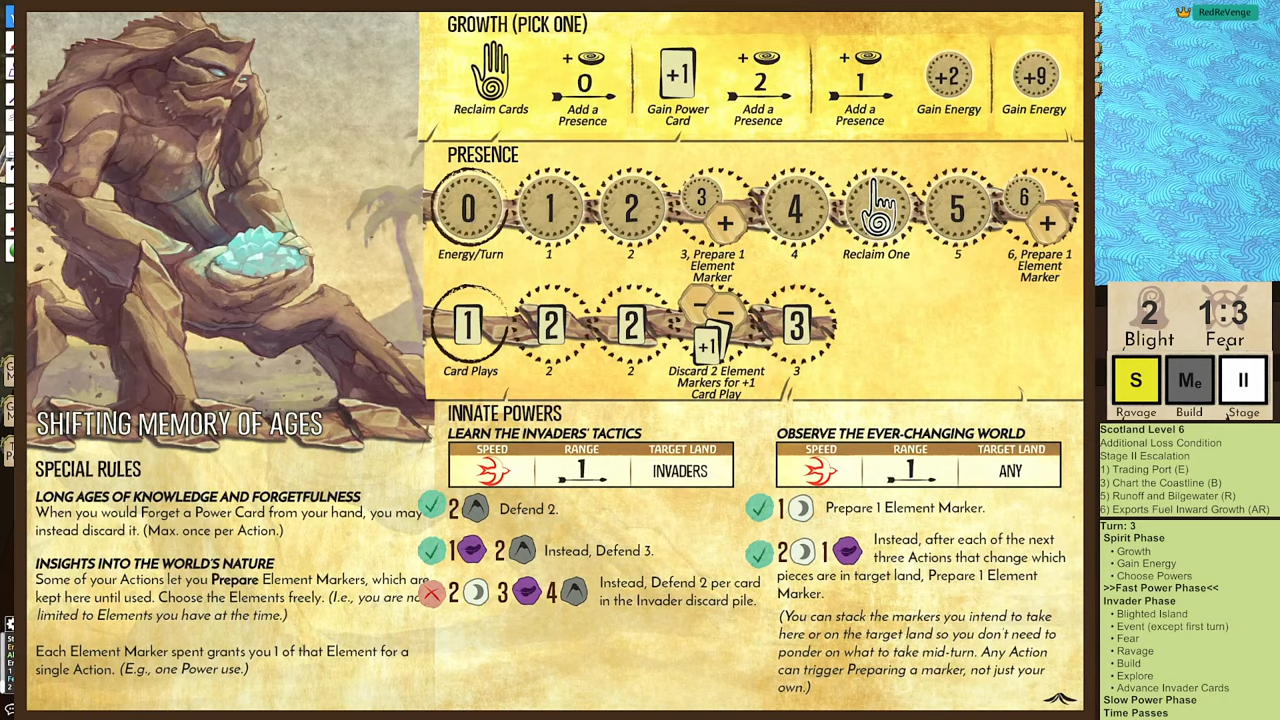 RedReVenge
GROWTH (PICK ONE)
Reclaim Cards
+
0
Add a
Presence
+1
Gain Power
Card
+
2
Add a
Presence
+
1
Add a
Presence
+2
Gain Energy
+9
Gain Energy
PRESENCE
0
1
2
3
+
4
5
6
+
Energy/Turn
1
2
3, Prepare 1
Element
Marker
4
Reclaim One
5
6, Prepare 1
Element
Marker
1
2
2
+1
3
Card Plays
2
2
Discard 2 Element
Markers for +1
Card Play
3
SHIFTING MEMORY OF AGES
SPECIAL RULES
LONG AGES OF KNOWLEDGE AND FORGETFULNESS
When you would Forget a Power Card from your hand, you may
instead discard it. (Max. once per Action.)
INSIGHTS INTO THE WORLD'S NATURE
Some of your Actions let you Prepare Element Markers, which are
kept here until used. Choose the Elements freely. (I.e., you are no
limited to Elements you have at the time.)
Each Element Marker spent grants you 1 of that Element for a
single Action. (E.g., one Power use.)
INNATE POWERS
LEARN THE INVADERS' TACTICS
SPEED RANGE TARGET LAND
1 INVADERS
2 Defend 2.
1 2 Instead, Defend 3.
2 3 4 Instead, Defend 2 per card
in the Invader discard pile.
OBSERVE THE EVER-CHANGING WORLD
SPEED RANGE TARGET LAND
1 ANY
1 Prepare 1 Element Marker.
2 1 Instead, after each of the next
three Actions that change which
pieces are in target land, Prepare 1 Element
Marker.
(You can stack the markers you intend to take
here or on the target land so you don't need to
ponder on what to take mid-turn. Any Action
can trigger Preparing a marker, not just your
own.)
2
Blight
1:3
Fear
S
Me
II
Ravage
Build
Stage
Scotland Level 6
Additional Loss Condition
Stage II Escalation
1) Trading Port (E)
3) Chart the Coastline (B)
5) Runoff and Bilgewater (R)
6) Exports Fuel Inward Growth (AR)
Turn: 3
Spirit Phase
• Growth
• Gain Energy
• Choose Powers
>>Fast Power Phase<<
Invader Phase
• Blighted Island
• Event (except first turn)
• Fear
• Ravage
• Build
• Explore
• Advance Invader Cards
Slow Power Phase
Time Passes